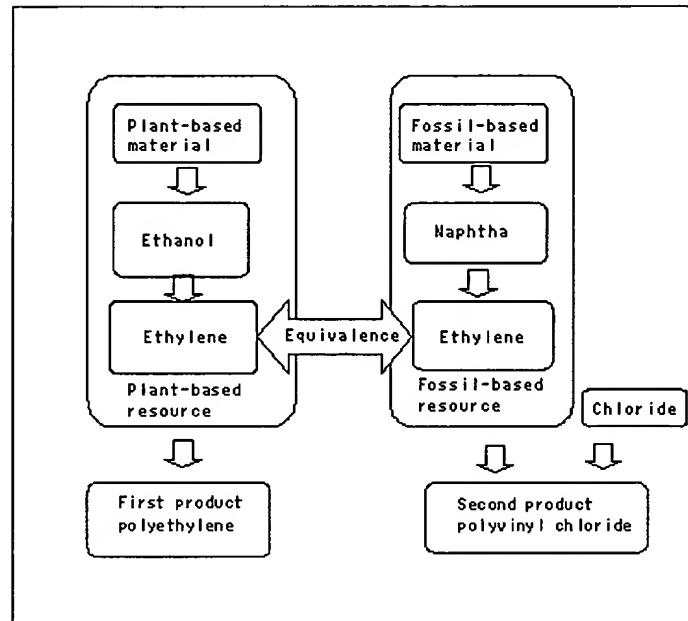 Plant-based
material
Ethanol
Ethylene
Plant-based
resource
First product
polyethylene
Equivalence
Fossil-based
material
Naphtha
Ethylene
Fossil-based
resource
Chloride
Second product
polyvinyl chloride